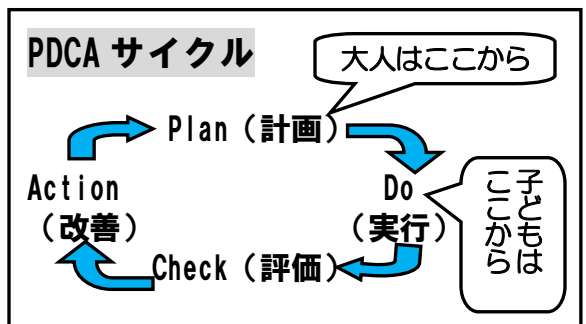 PDCA サイクル
大人はここから
Plan（計画）
Action
（改善）
Do
（実行）
子どもは
ここから
Check（評価）